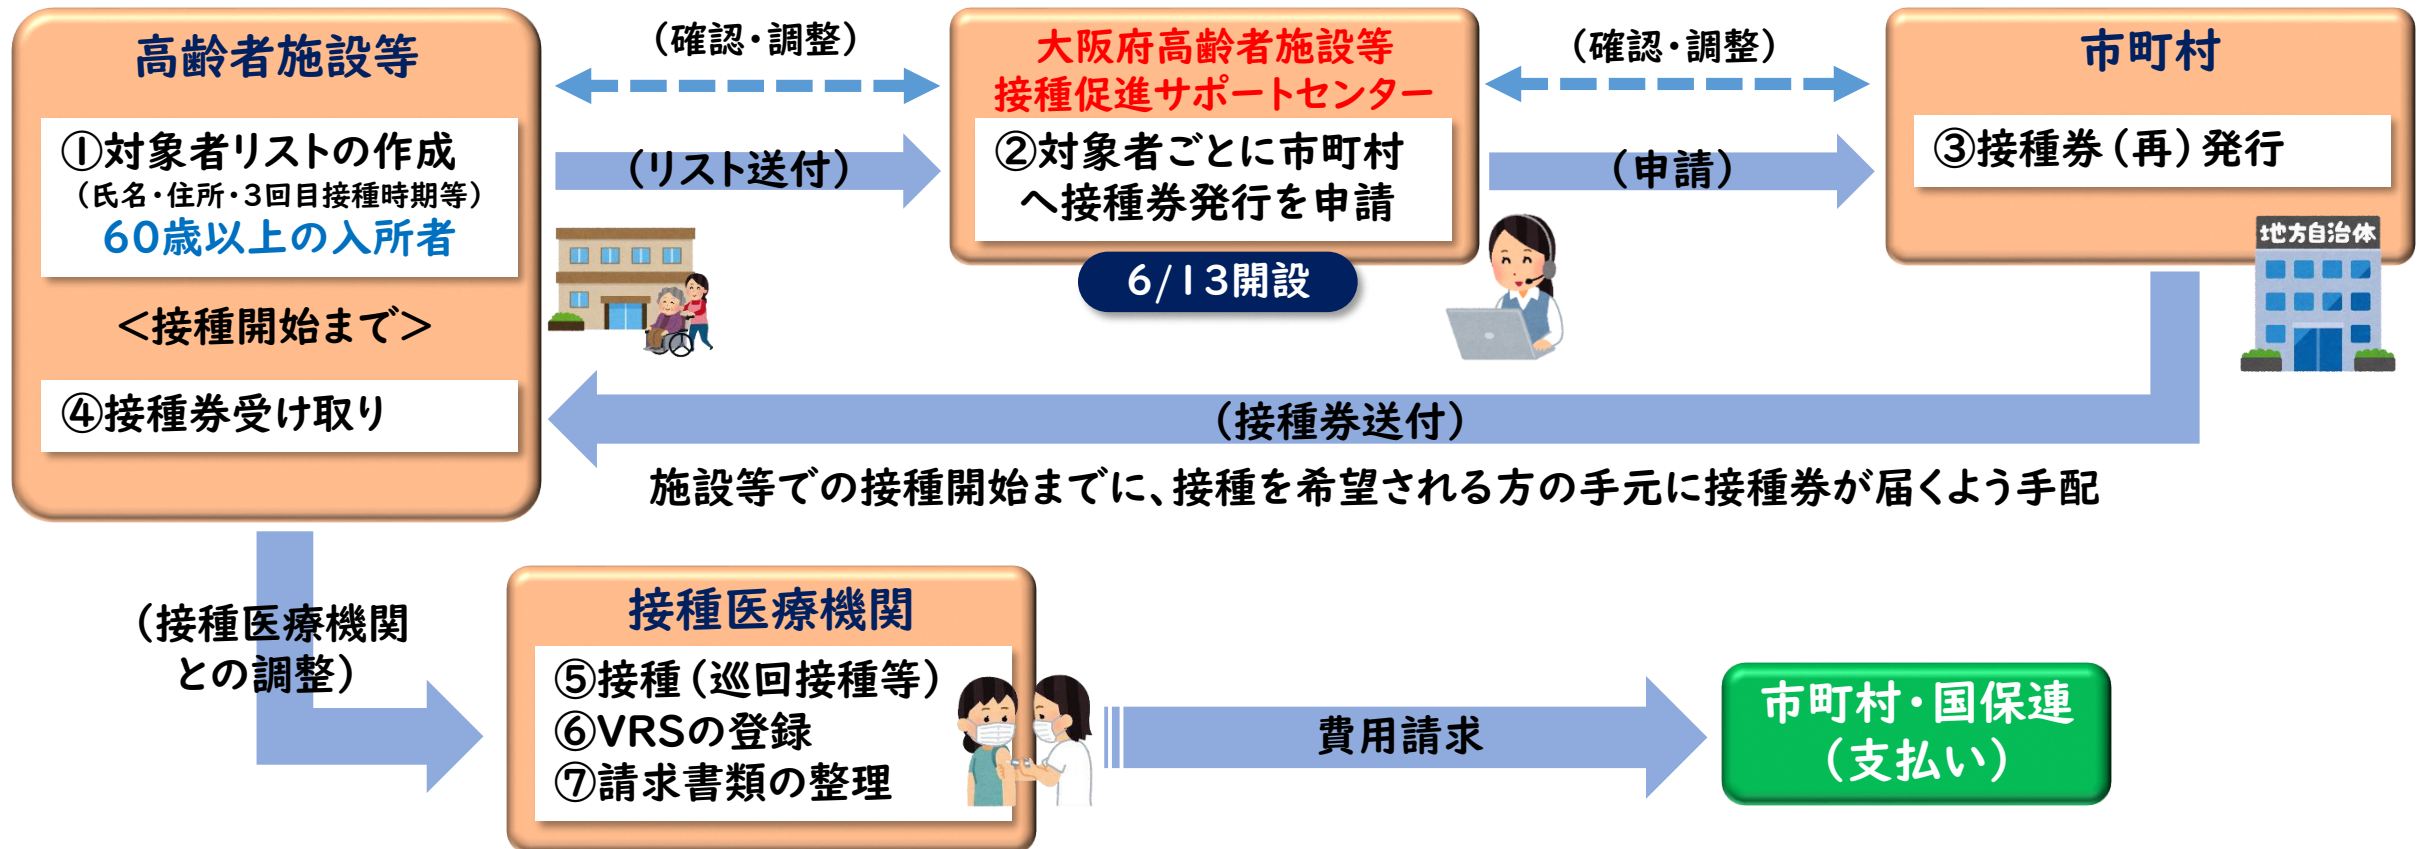 高齢者施設等
①対象者リストの作成
（氏名・住所・3回目接種時期等）
60歳以上の入所者
＜接種開始まで＞
④接種券受け取り
（確認・調整）
（リスト送付）
大阪府高齢者施設等
接種促進サポートセンター
②対象者ごとに市町村
へ接種券発行を申請
6/13開設
（確認・調整）
（申請）
市町村
③接種券（再）発行
地方自治体
（接種券送付）
施設等での接種開始までに、接種を希望される方の手元に接種券が届くよう手配
（接種医療機関
との調整）
接種医療機関
⑤接種（巡回接種等）
⑥VRSの登録
⑦請求書類の整理
費用請求
市町村・国保連
（支払い）